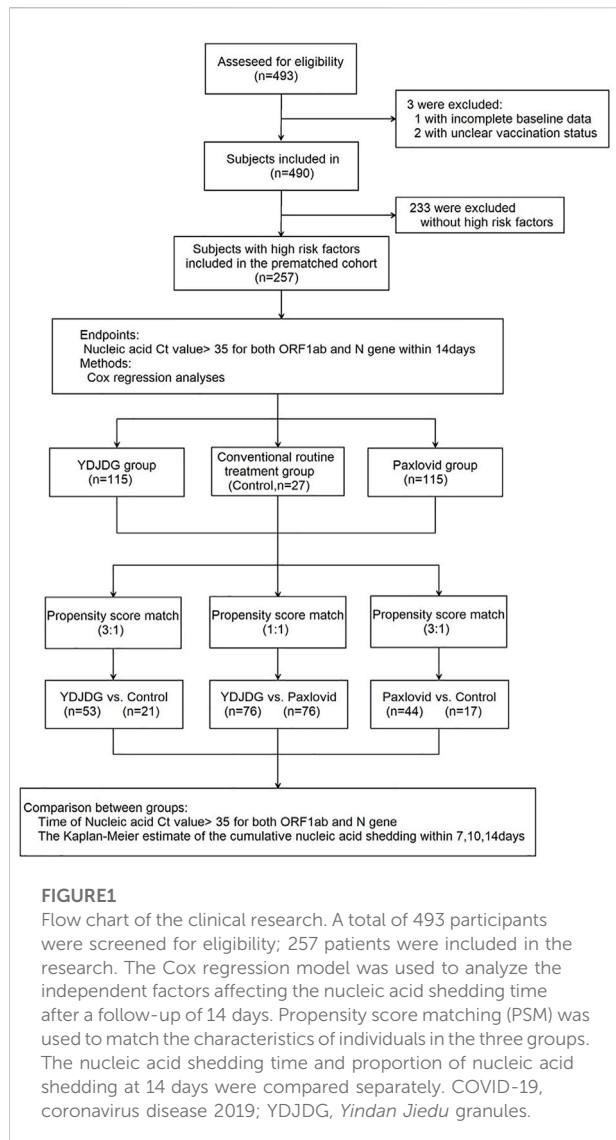 Asseseed for eligibility
(n=493)
3 were excluded:
1 with incomplete baseline data
2 with unclear vaccination status
Subjects included in
(n=490)
233 were excluded
without high risk factors
Subjects with high risk factors
included in the prematched cohort
(n=257)
Endpoints:
Nucleic acid Ct value> 35 for both ORF1ab and N gene within 14days
Methods:
Cox regression analyses
YDJDG group
(n=115)
Conventional routine
treatment group
(Control,n=27)
Paxlovid group
(n=115)
Propensity score match
(3:1)
Propensity score match
(1:1)
Propensity score match
(3:1)
YDJDG vs. Control
(n=53) (n=21)
YDJDG vs. Paxlovid
(n=76) (n=76)
Paxlovid vs. Control
(n=44) (n=17)
Comparison between groups:
Time of Nucleic acid Ct value> 35 for both ORF1ab and N gene
The Kaplan-Meier estimate of the cumulative nucleic acid shedding within 7,10,14days
FIGURE1
Flow chart of the clinical research. A total of 493 participants
were screened for eligibility; 257 patients were included in the
research. The Cox regression model was used to analyze the
independent factors affecting the nucleic acid shedding time
after a follow-up of 14 days. Propensity score matching (PSM) was
used to match the characteristics of individuals in the three groups.
The nucleic acid shedding time and proportion of nucleic acid
shedding at 14 days were compared separately. COVID-19,
coronavirus disease 2019; YDJDG, Yindan Jiedu granules.